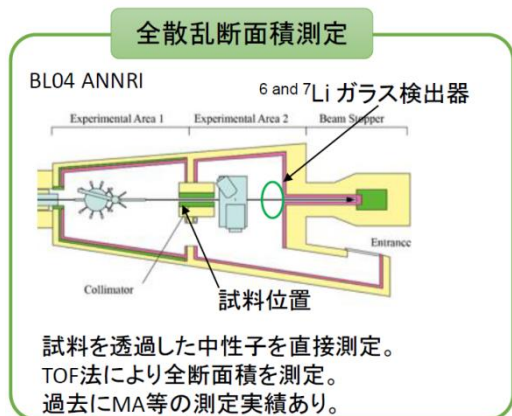 全散乱断面積測定
BL04 ANNRI
6 and 7Li ガラス検出器
Experimental Area 1
Experimental Area 2
Beam Stopper
Entrance
Collimator
試料位置
試料を透過した中性子を直接測定。
TOF法により全断面積を測定。
過去にMA等の測定実績あり。